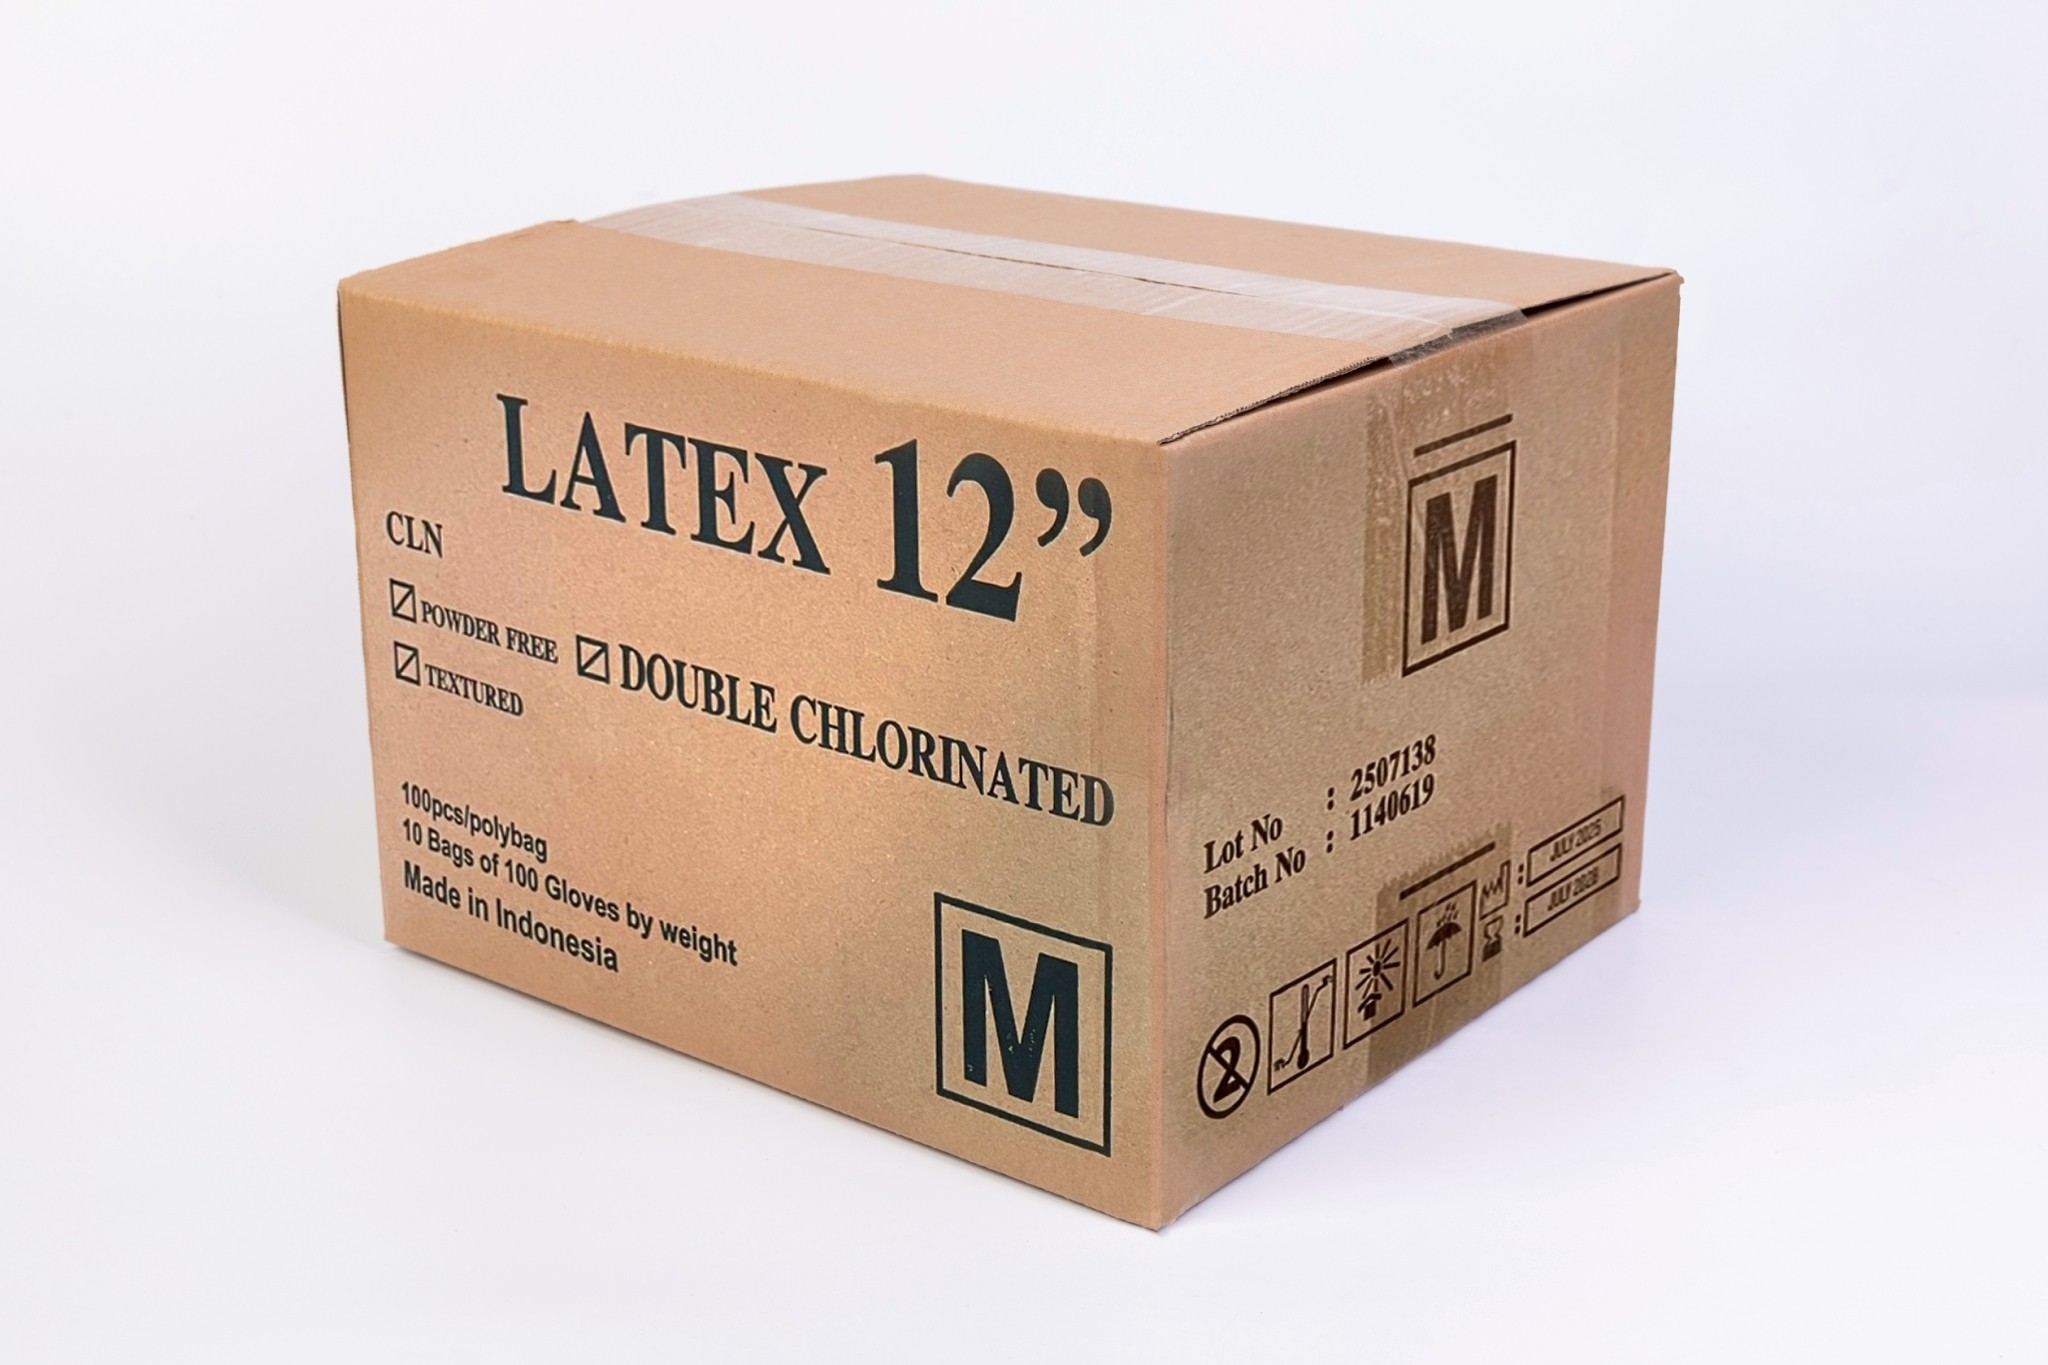 LATEX 12”
CLN
POWDER FREE
DOUBLE CHLORINATED
TEXTURED
100pcs/polybag
10 Bags of 100 Gloves by weight
Made in Indonesia
M
M
Lot No : 2507138
Batch No : 1140619
: JULY 2025
: JULY 2028
2